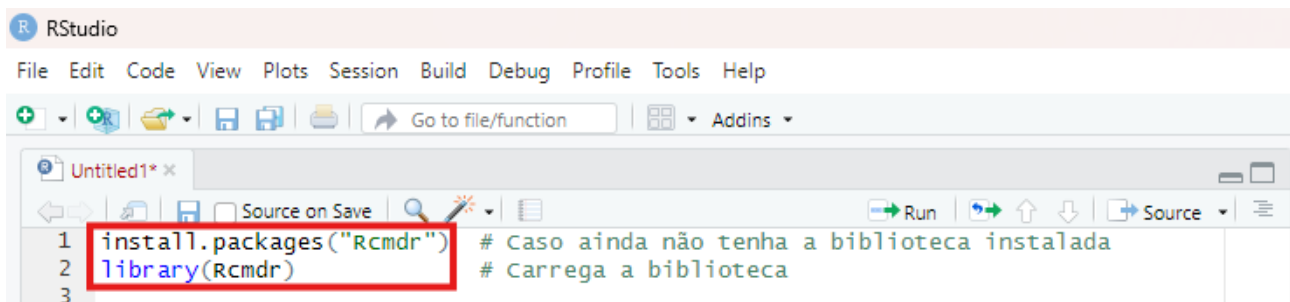 RStudio
File Edit Code View Plots Session Build Debug Profile Tools Help
Go to file/function Addins
Untitled1*
Source on Save Run Source
1 install.packages("Rcmdr") # Caso ainda não tenha a biblioteca instalada
2 library(Rcmdr) # Carrega a biblioteca
3